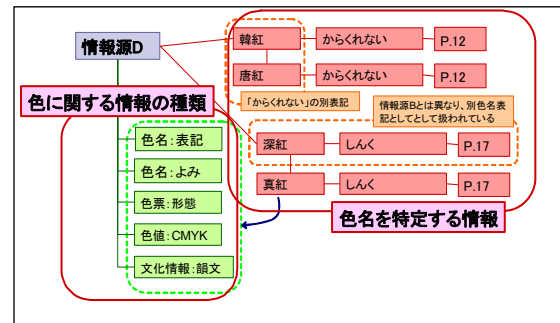 情報源D
韓紅
からくれない
P.12
唐紅
からくれない
P.12
「からくれない」の別表記
情報源Bとは異なり、別色名表
記としてとして扱われている
色に関する情報の種類
深紅
しんく
P.17
真紅
しんく
P.17
色名を特定する情報
色名:表記
色名:よみ
色票:形態
色値:CMYK
文化情報:韻文